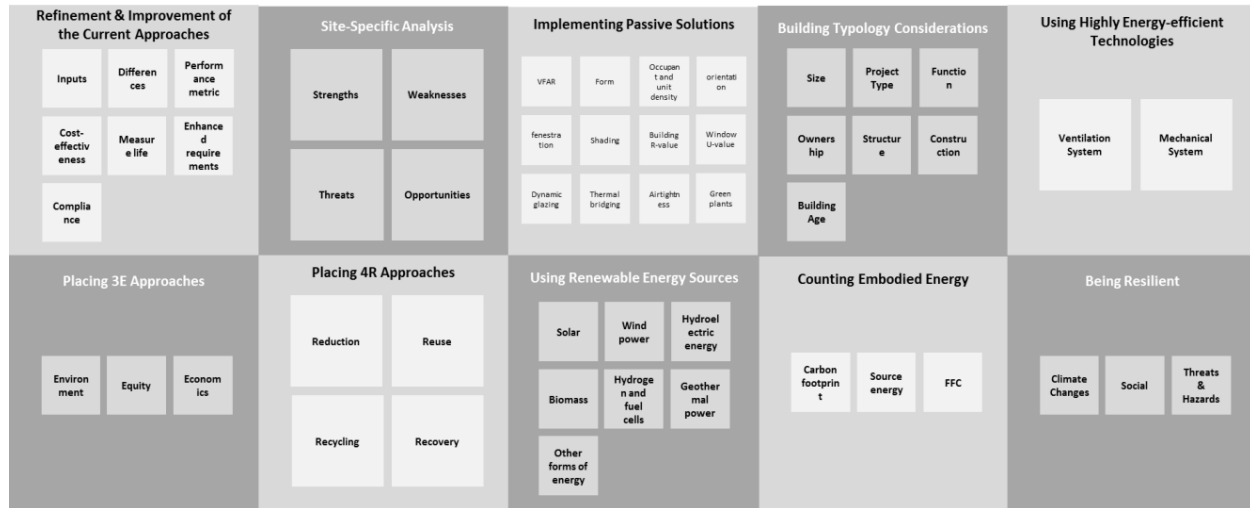 Refinement & Improvement of
the Current Approaches
Inputs
Differen
ces
Perform
ance
metric
Cost-
effectiv
eness
Measur
e life
Enhance
d
require
ments
Complia
nce
Site-Specific Analysis
Strengths
Weaknesses
Threats
Opportunities
Implementing Passive Solutions
VFAR
Form
Occupan
t and
unit
density
orientati
on
fenestra
tion
Shading
Building
R-value
Window
U-value
Dynamic
glazing
Thermal
bridging
Airtightn
ess
Green
plants
Building Typology Considerations
Size
Project
Type
Functio
n
Owners
hip
Structur
e
Constru
ction
Building
Age
Using Highly Energy-efficient
Technologies
Ventilation
System
Mechanical
System
Placing 3E Approaches
Environ
ment
Equity
Econom
ics
Placing 4R Approaches
Reduction
Reuse
Recycling
Recovery
Using Renewable Energy Sources
Solar
Wind
power
Hydroel
ectric
energy
Biomass
Hydroge
n and
fuel
cells
Geother
mal
power
Other
forms of
energy
Counting Embodied Energy
Carbon
footprin
t
Source
energy
FFC
Being Resilient
Climate
Changes
Social
Threats
&
Hazards